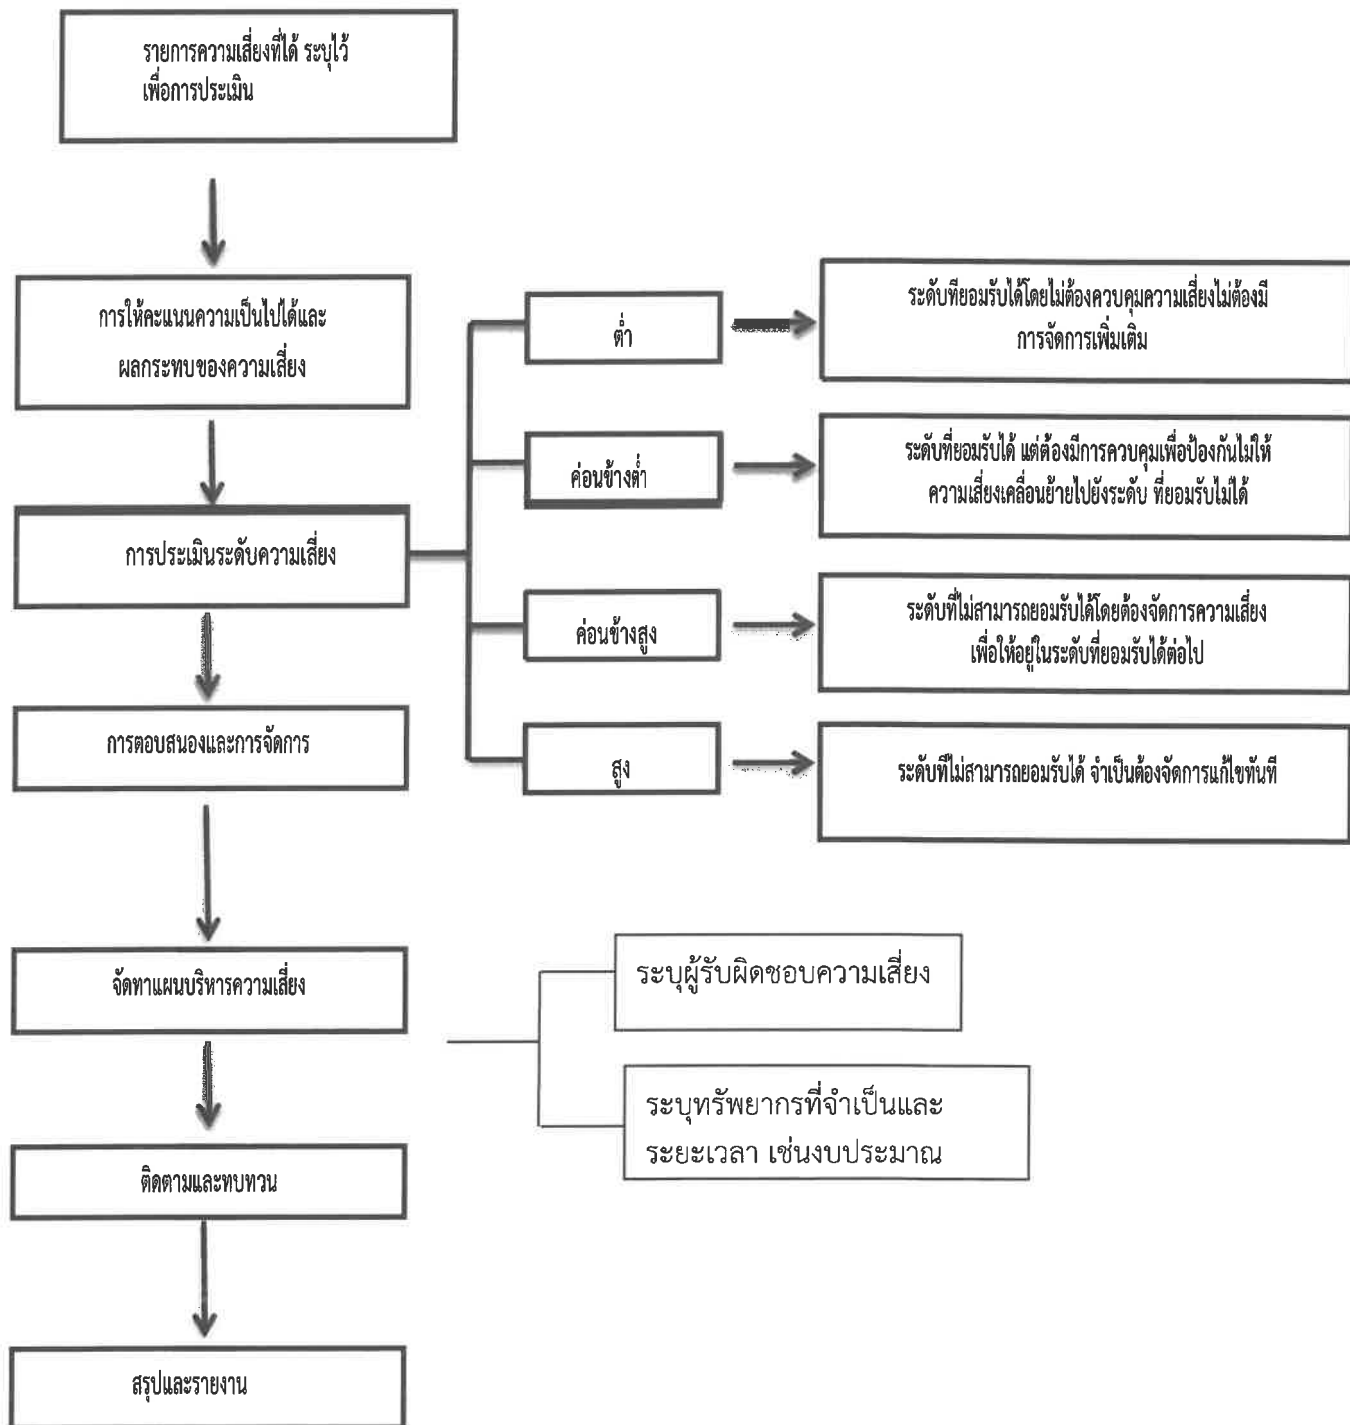 รายการความเสี่ยงที่ได้ ระบุไว้
เพื่อการประเมิน
การให้คะแนนความเป็นไปได้และ
ผลกระทบของความเสี่ยง
การประเมินระดับความเสี่ยง
ต่ำ
ระดับที่ยอมรับได้โดยไม่ต้องควบคุมความเสี่ยงไม่ต้องมี
การจัดการเพิ่มเติม
ค่อนข้างต่ำ
ระดับที่ยอมรับได้ แต่ต้องมีการควบคุมเพื่อป้องกันไม่ให้
ความเสี่ยงเคลื่อนย้ายไปยังระดับ ที่ยอมรับไม่ได้
ค่อนข้างสูง
ระดับที่ไม่สามารถยอมรับได้โดยต้องจัดการความเสี่ยง
เพื่อให้อยู่ในระดับที่ยอมรับได้ต่อไป
สูง
ระดับที่ไม่สามารถยอมรับได้ จำเป็นต้องจัดการแก้ไขทันที
การตอบสนองและการจัดการ
จัดทาแผนบริหารความเสี่ยง
ระบุผู้รับผิดชอบความเสี่ยง
ระบุทรัพยากรที่จำเป็นและ
ระยะเวลา เช่นงบประมาณ
ติดตามและทบทวน
สรุปและรายงาน